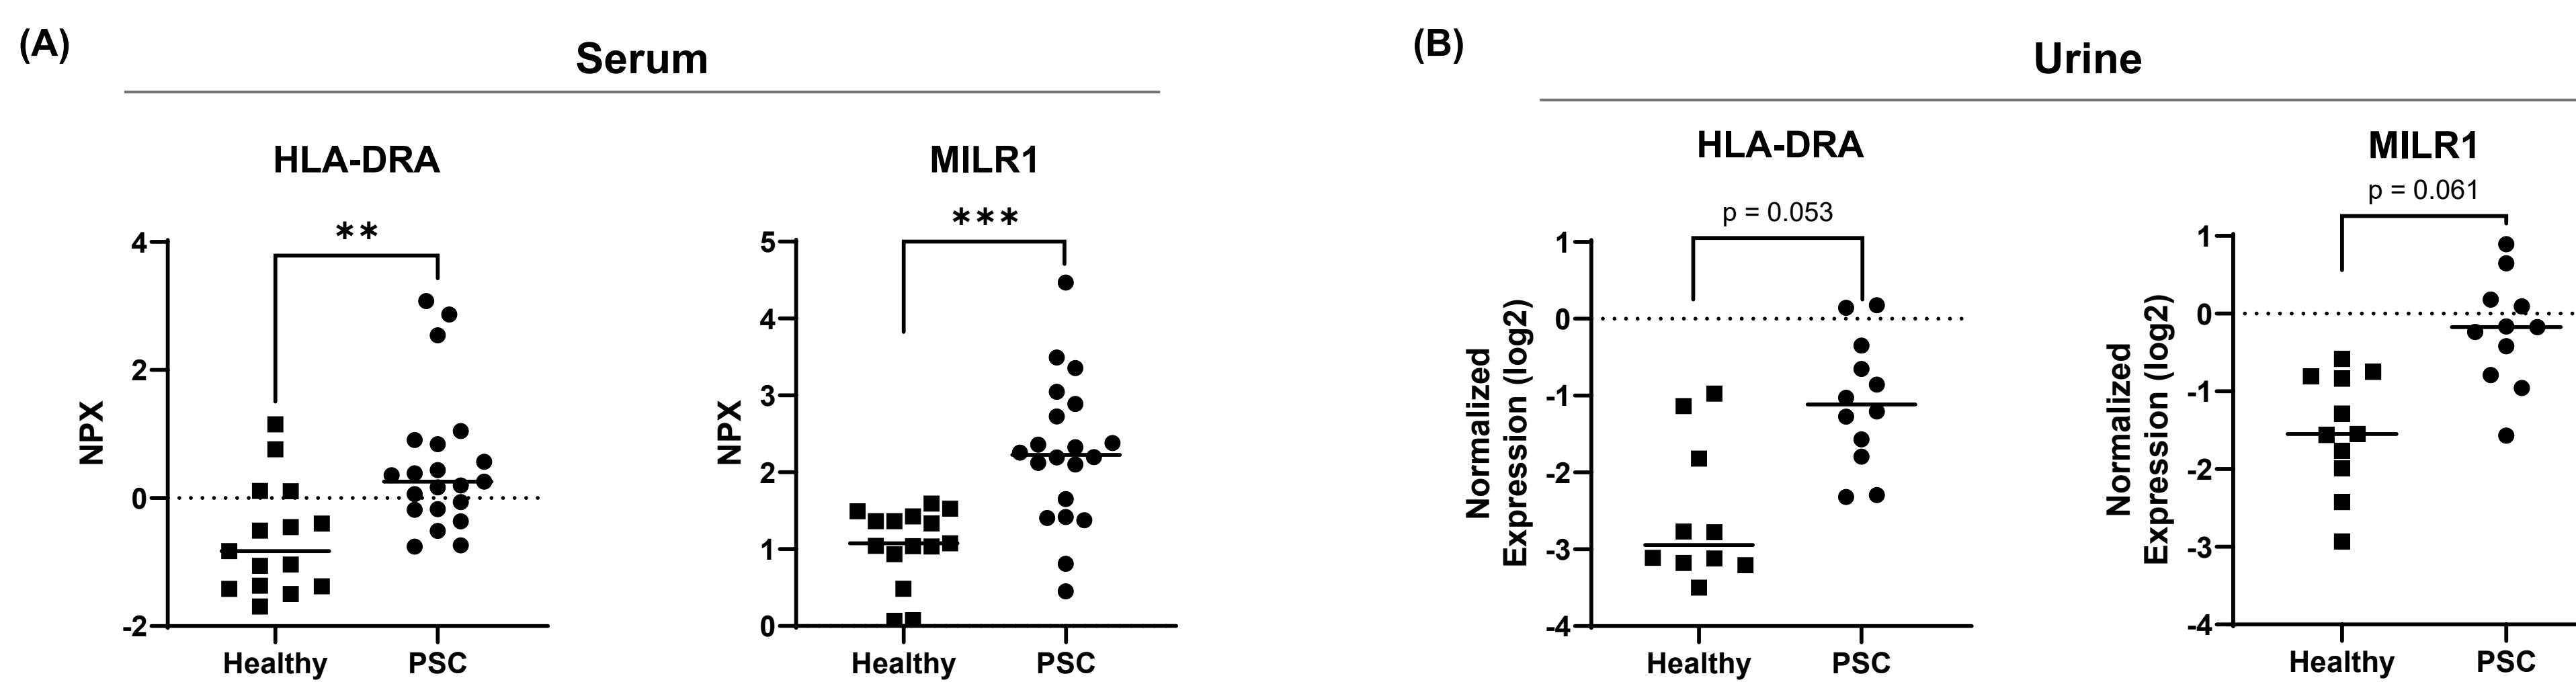 (A)
Serum
HLA-DRA
**
4
2
0
-2
NPX
Healthy
PSC
MILR1
***
5
4
3
2
1
0
NPX
Healthy
PSC
(B)
Urine
HLA-DRA
p = 0.053
1
0
-1
-2
-3
-4
Normalized
Expression (log2)
Healthy
PSC
MILR1
p = 0.061
1
0
-1
-2
-3
-4
Normalized
Expression (log2)
Healthy
PSC